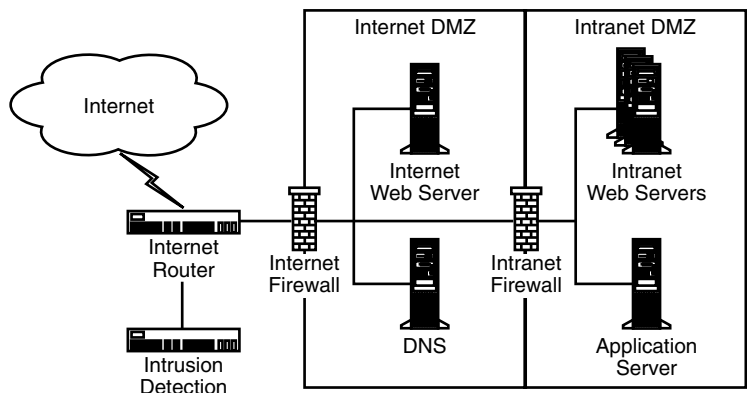 Internet DMZ
Intranet DMZ
Internet
Internet
Web Server
Intranet
Web Servers
Internet
Router
Internet
Firewall
Intranet
Firewall
Intrusion
Detection
DNS
Application
Server